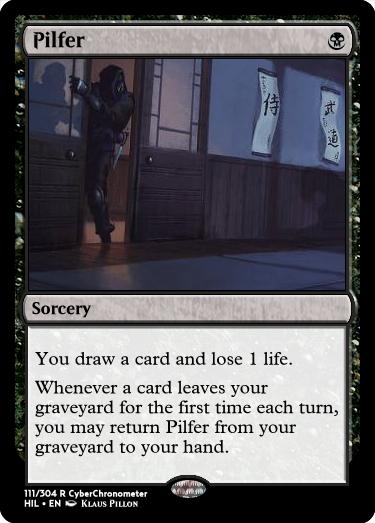 Pilfer
侍
武道
Sorcery
You draw a card and lose 1 life.
Whenever a card leaves your
graveyard for the first time each turn,
you may return Pilfer from your
graveyard to your hand.
111/304 R CyberChronometer
HIL • EN KLAUS PILLON